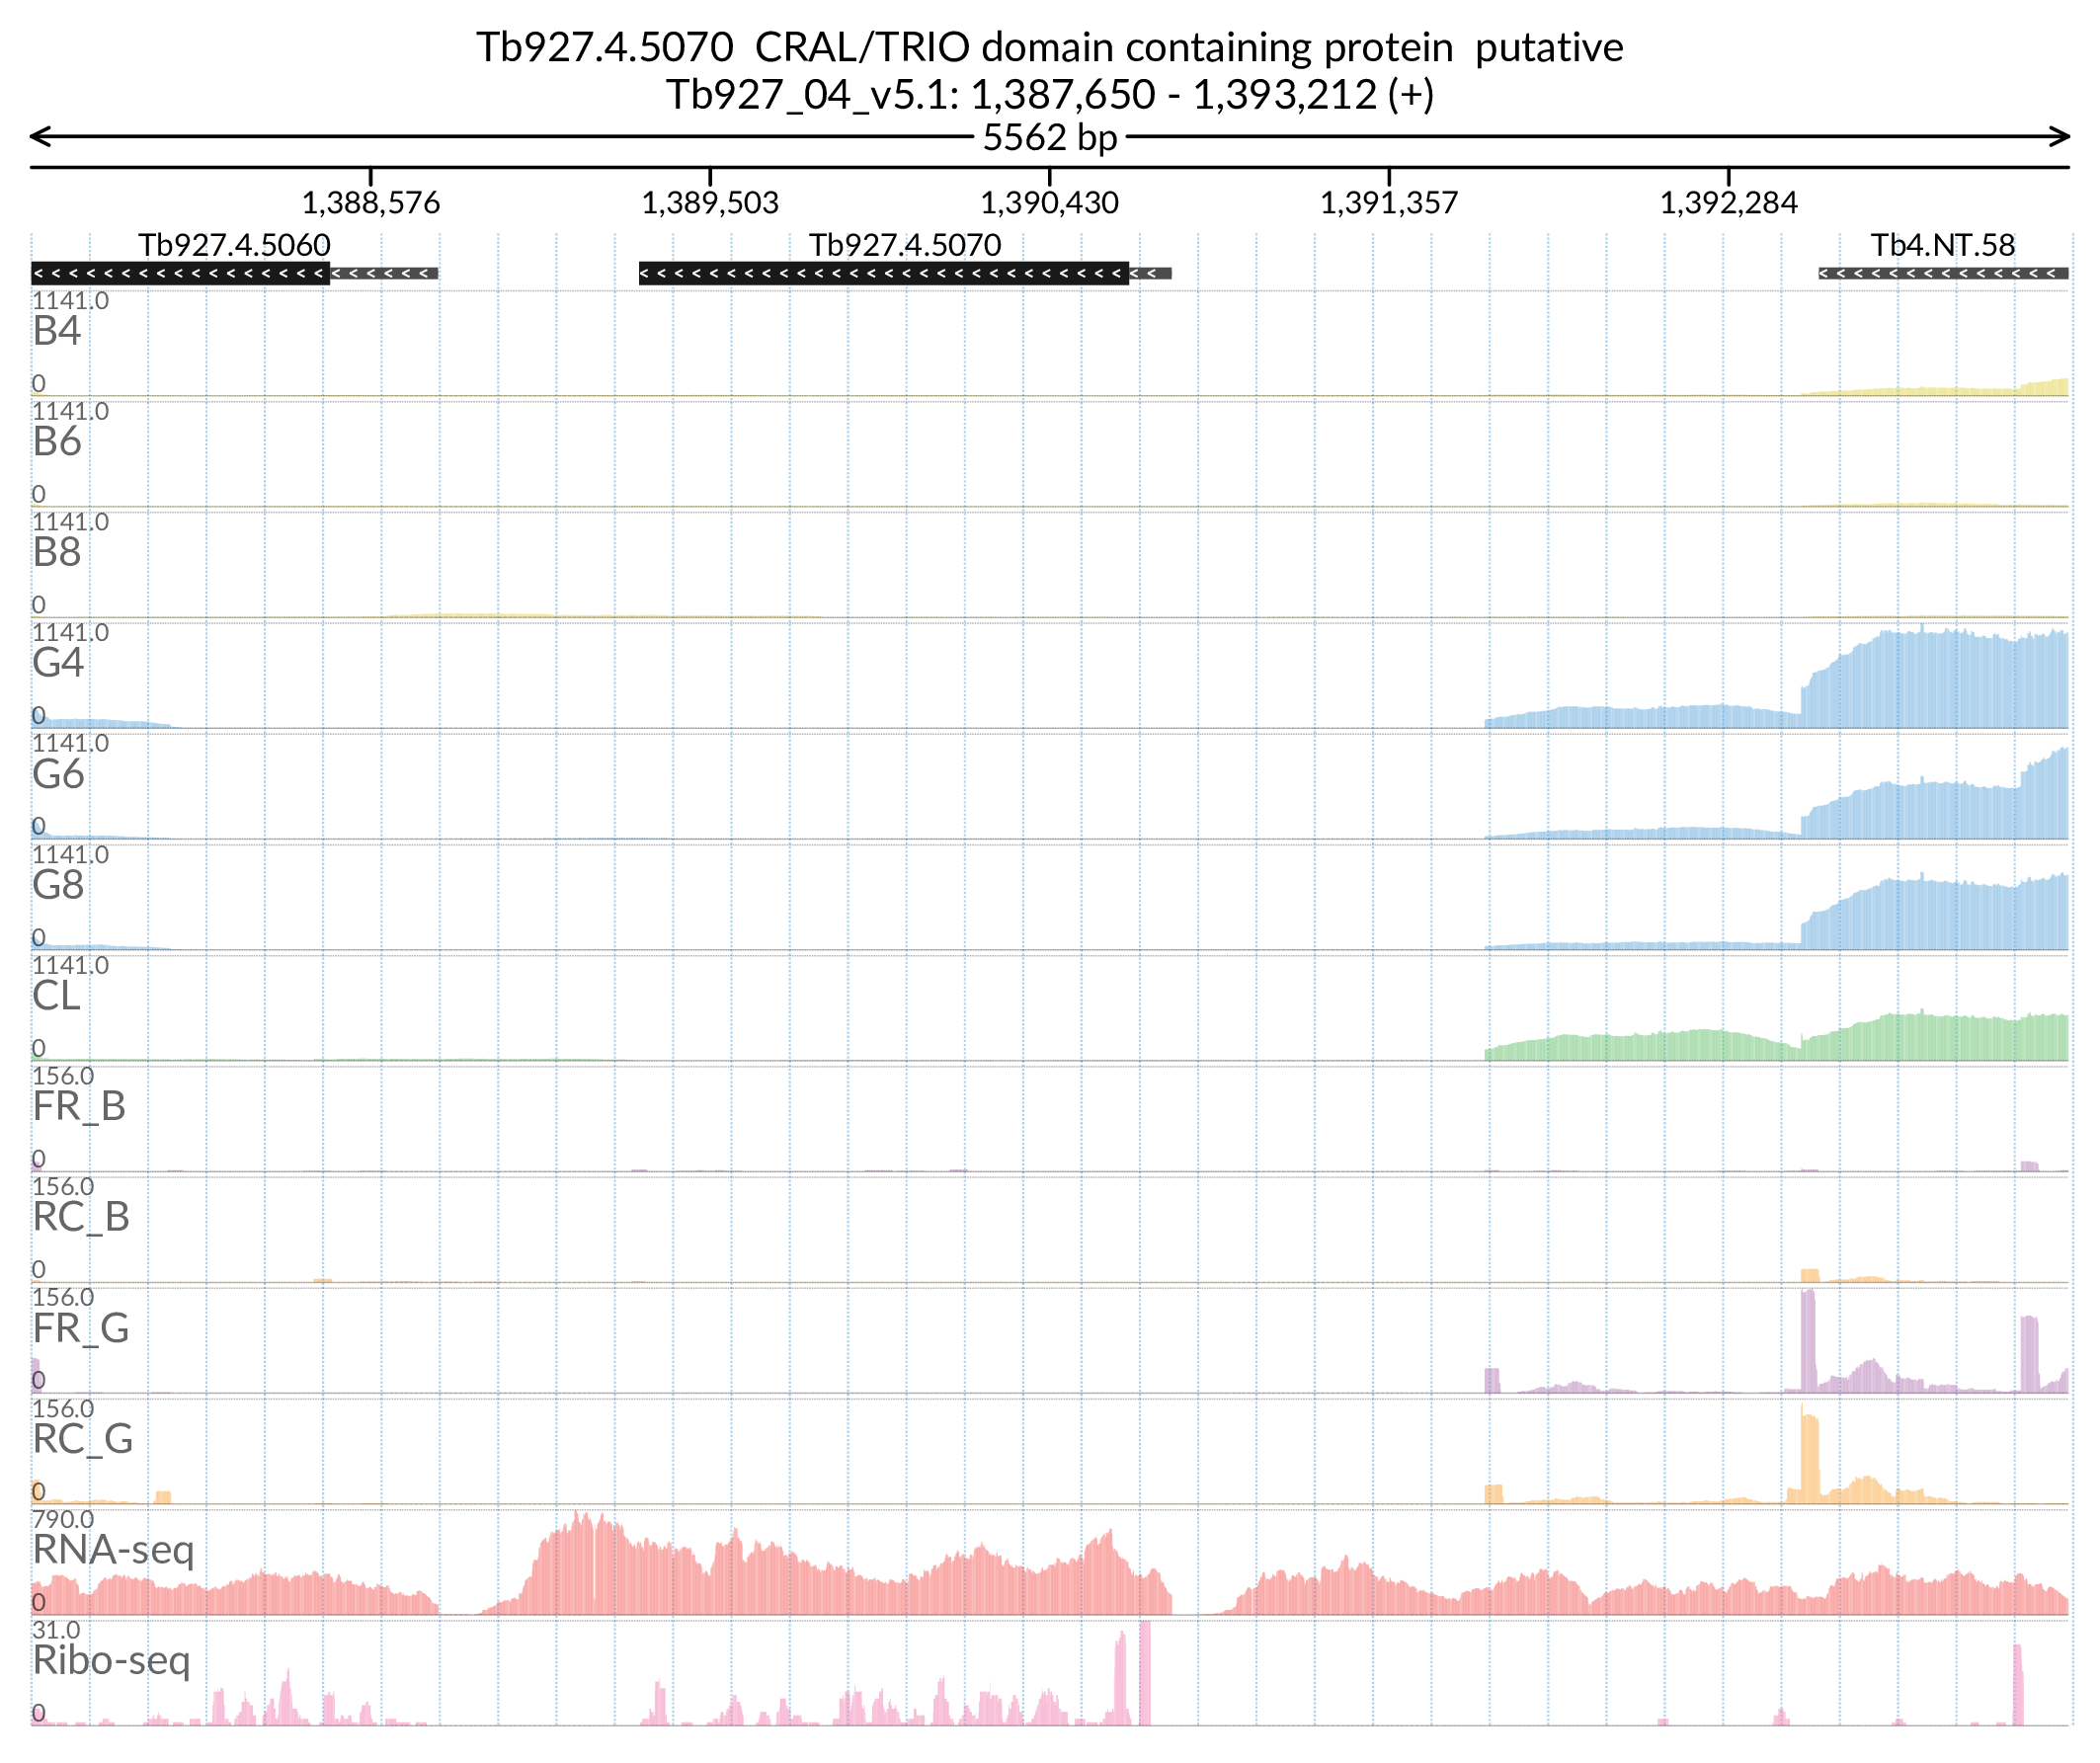 Tb927.4.5070  CRAL/TRIO domain containing protein  putative
Tb927_04_v5.1: 1,387,650 - 1,393,212 (+)
5562 bp
1,388,576 1,389,503 1,390,430 1,391,357 1,392,284
Tb927.4.5060 Tb927.4.5070 Tb4.NT.58
1141.0
B4
0
1141.0
B6
0
1141.0
B8
0
1141.0
G4
0
1141.0
G6
0
1141.0
G8
0
1141.0
CL
0
156.0
FR_B
0
156.0
RC_B
0
156.0
FR_G
0
156.0
RC_G
0
790.0
RNA-seq
0
31.0
Ribo-seq
0